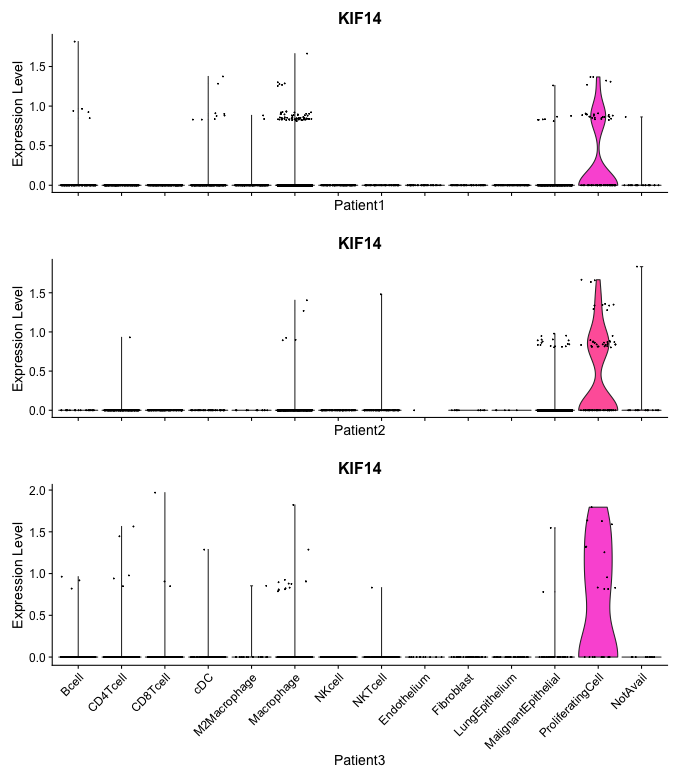 KIF14
Expression Level
1.5
1.0
0.5
0.0
Patient1
KIF14
Expression Level
1.5
1.0
0.5
0.0
Patient2
KIF14
Expression Level
2.0
1.5
1.0
0.5
0.0
Bcell
CD4Tcell
CD8Tcell
cDC
M2Macrophage
Macrophage
NKcell
NKTcell
Endothelium
Fibroblast
LungEpithelium
MalignantEpithelial
ProliferatingCell
NotAvail
Patient3